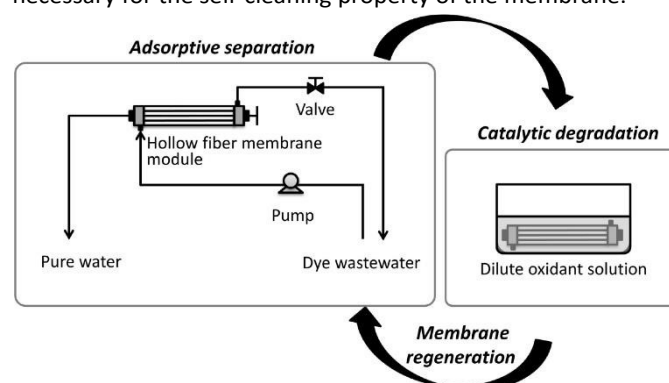 necessary for the self-cleaning property of the membrane.
Adsorptive separation
Valve
Hollow fiber membrane
module
Pump
Pure water
Dye wastewater
Catalytic degradation
Dilute oxidant solution
Membrane
regeneration